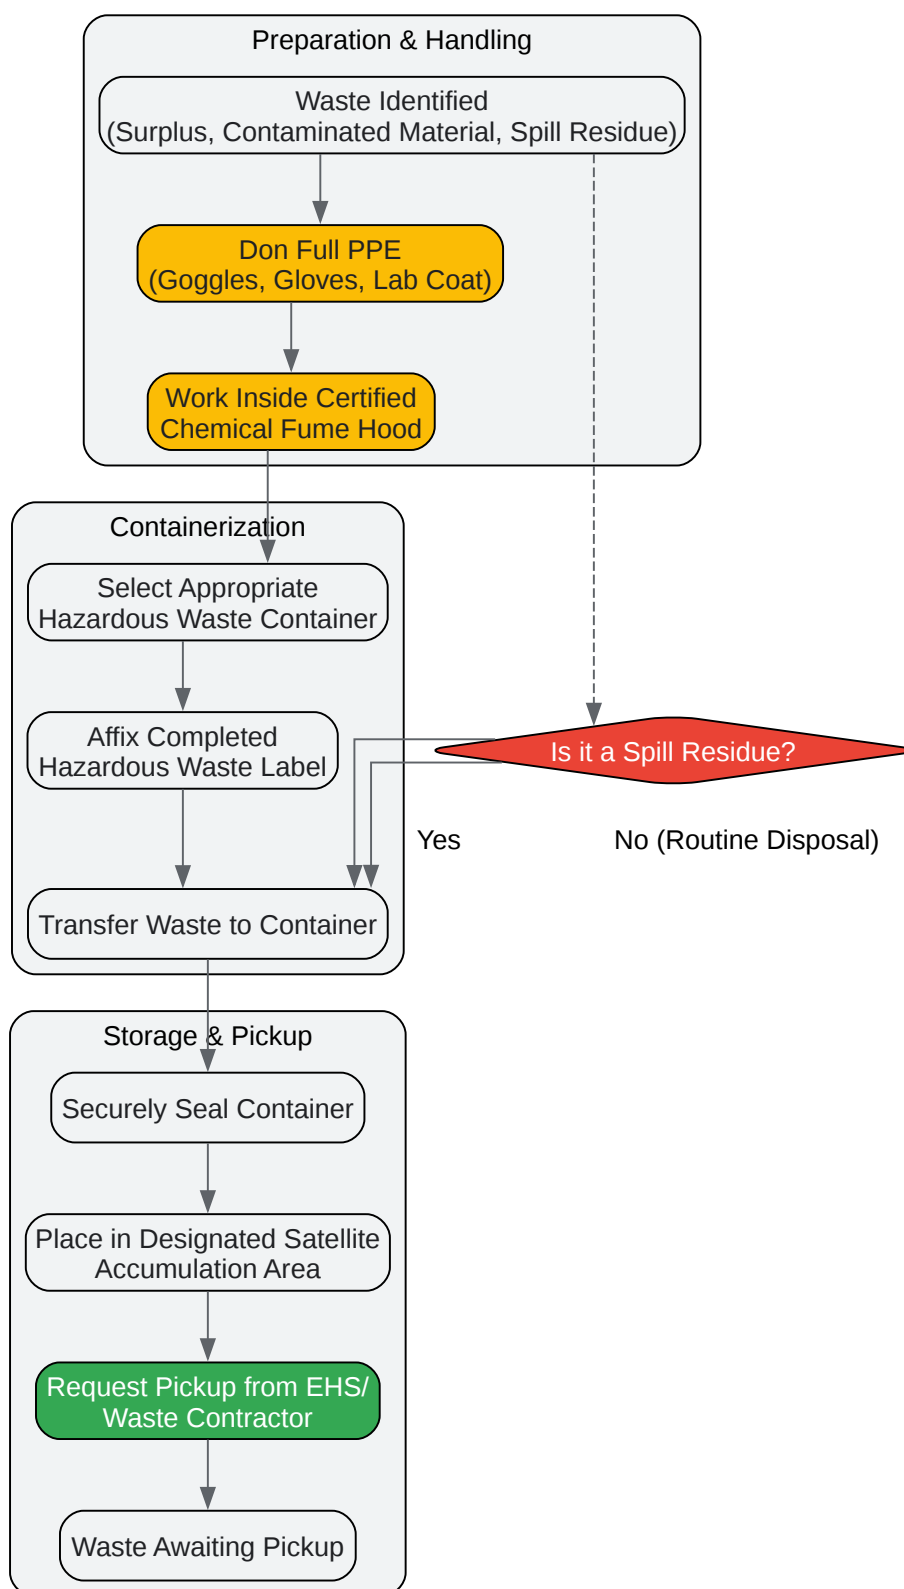 Preparation & Handling
Waste Identified
(Surplus, Contaminated Material, Spill Residue)
Don Full PPE
(Goggles, Gloves, Lab Coat)
Work Inside Certified
Chemical Fume Hood
Containerization
Select Appropriate
Hazardous Waste Container
Affix Completed
Hazardous Waste Label
Is it a Spill Residue?
Yes
No (Routine Disposal)
Transfer Waste to Container
Storage & Pickup
Securely Seal Container
Place in Designated Satellite
Accumulation Area
Request Pickup from EHS/
Waste Contractor
Waste Awaiting Pickup